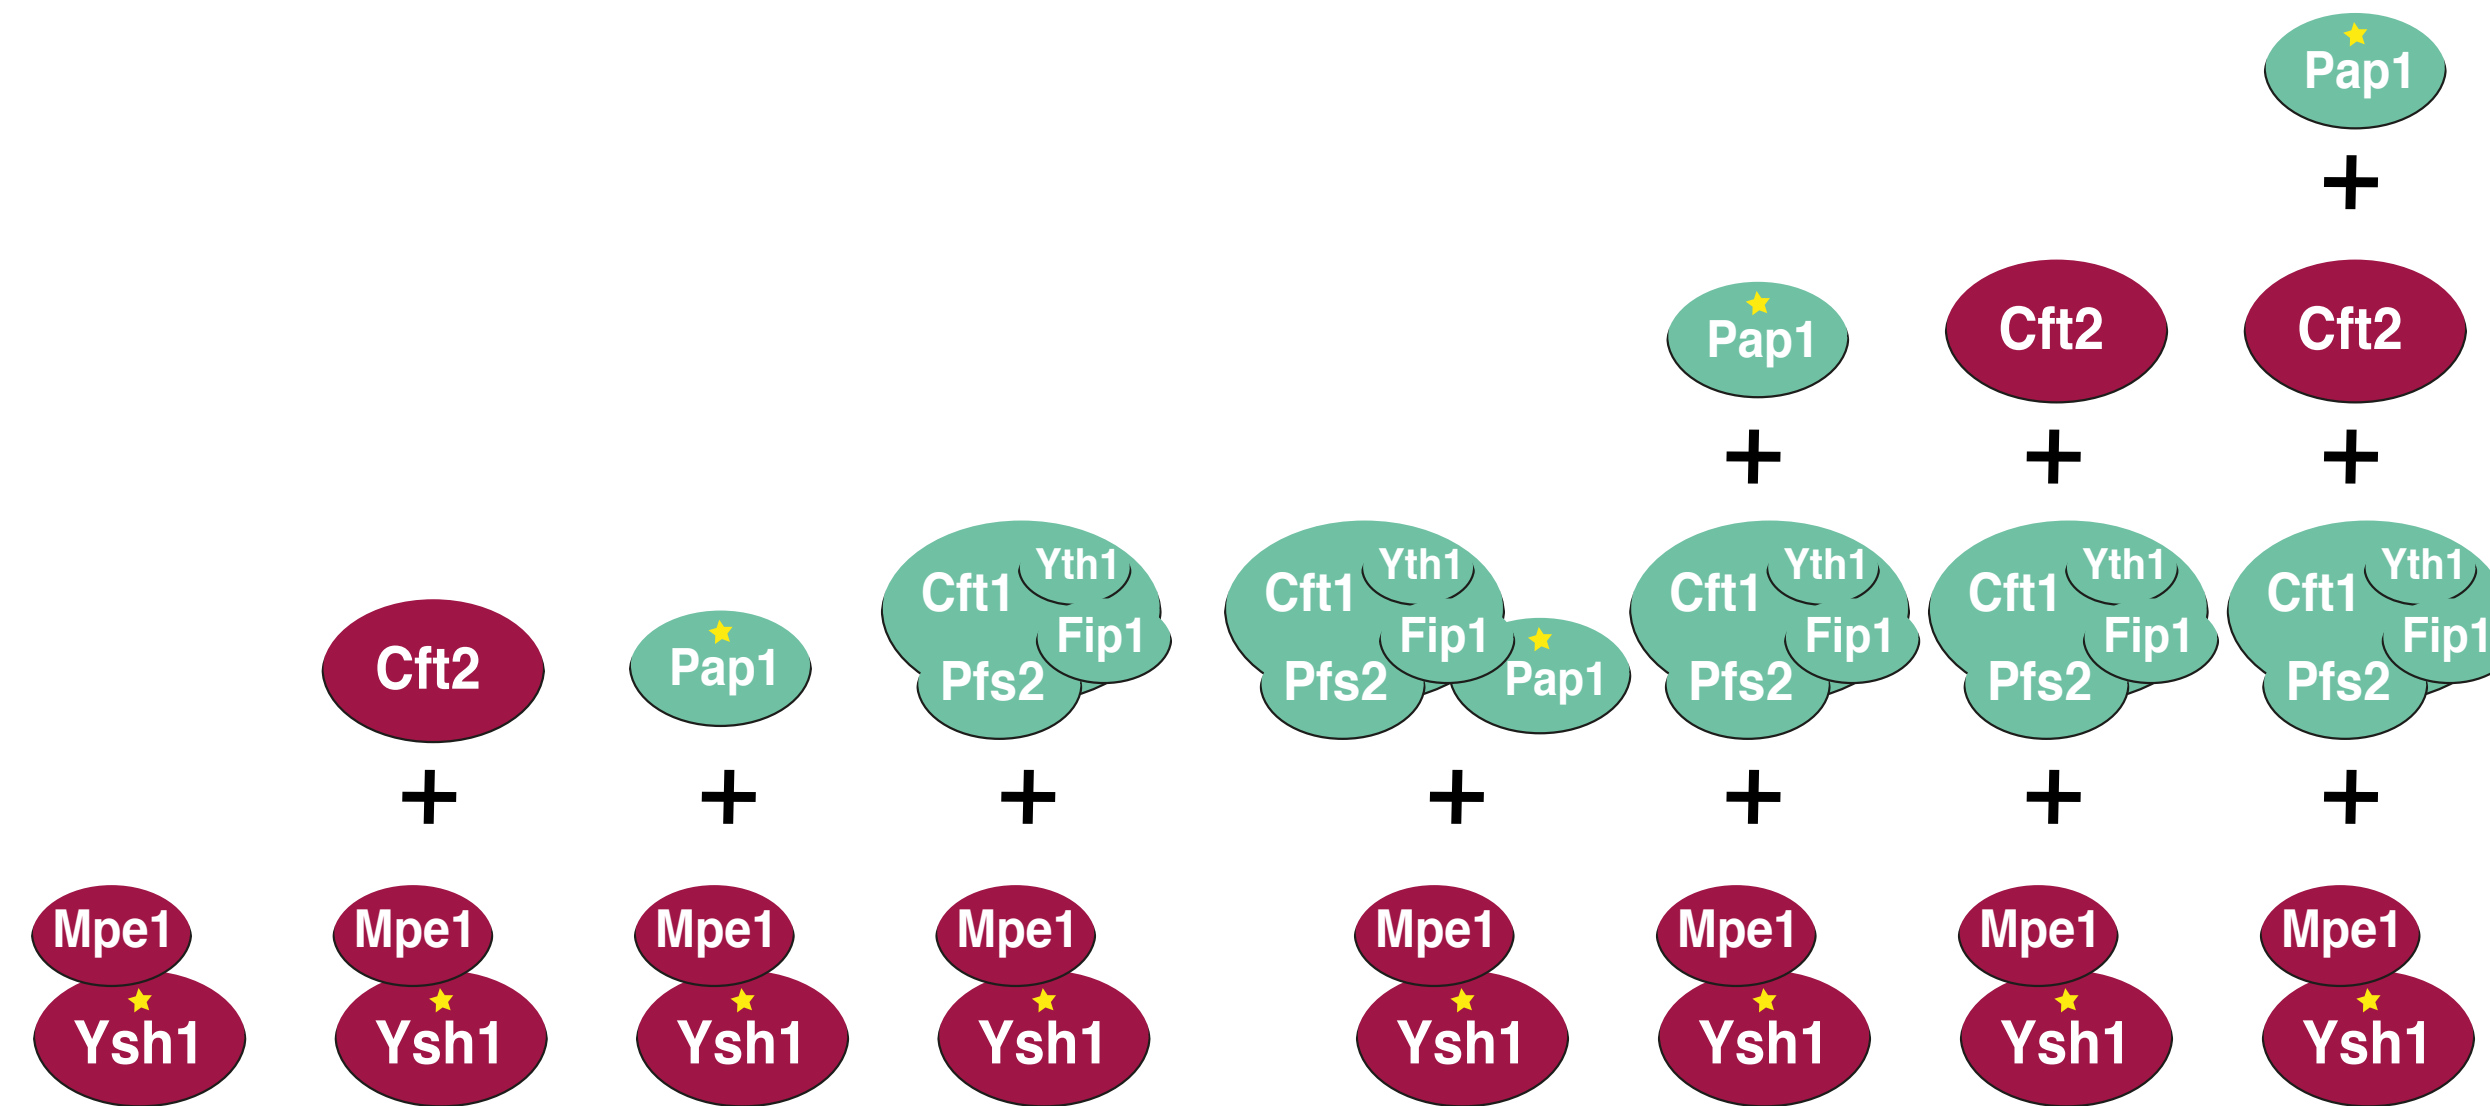 Pap1
+
Pap1
Cft2
Cft2
+
+
+
Cft2
Pap1
Cft1 Yth1
Fip1
Pfs2
Cft1 Yth1
Fip1
Pfs2 Pap1
Cft1 Yth1
Fip1
Pfs2
Cft1 Yth1
Fip1
Pfs2
Cft1 Yth1
Fip1
Pfs2
+
+
+
+
+
+
+
Mpe1
Ysh1
Mpe1
Ysh1
Mpe1
Ysh1
Mpe1
Ysh1
Mpe1
Ysh1
Mpe1
Ysh1
Mpe1
Ysh1
Mpe1
Ysh1